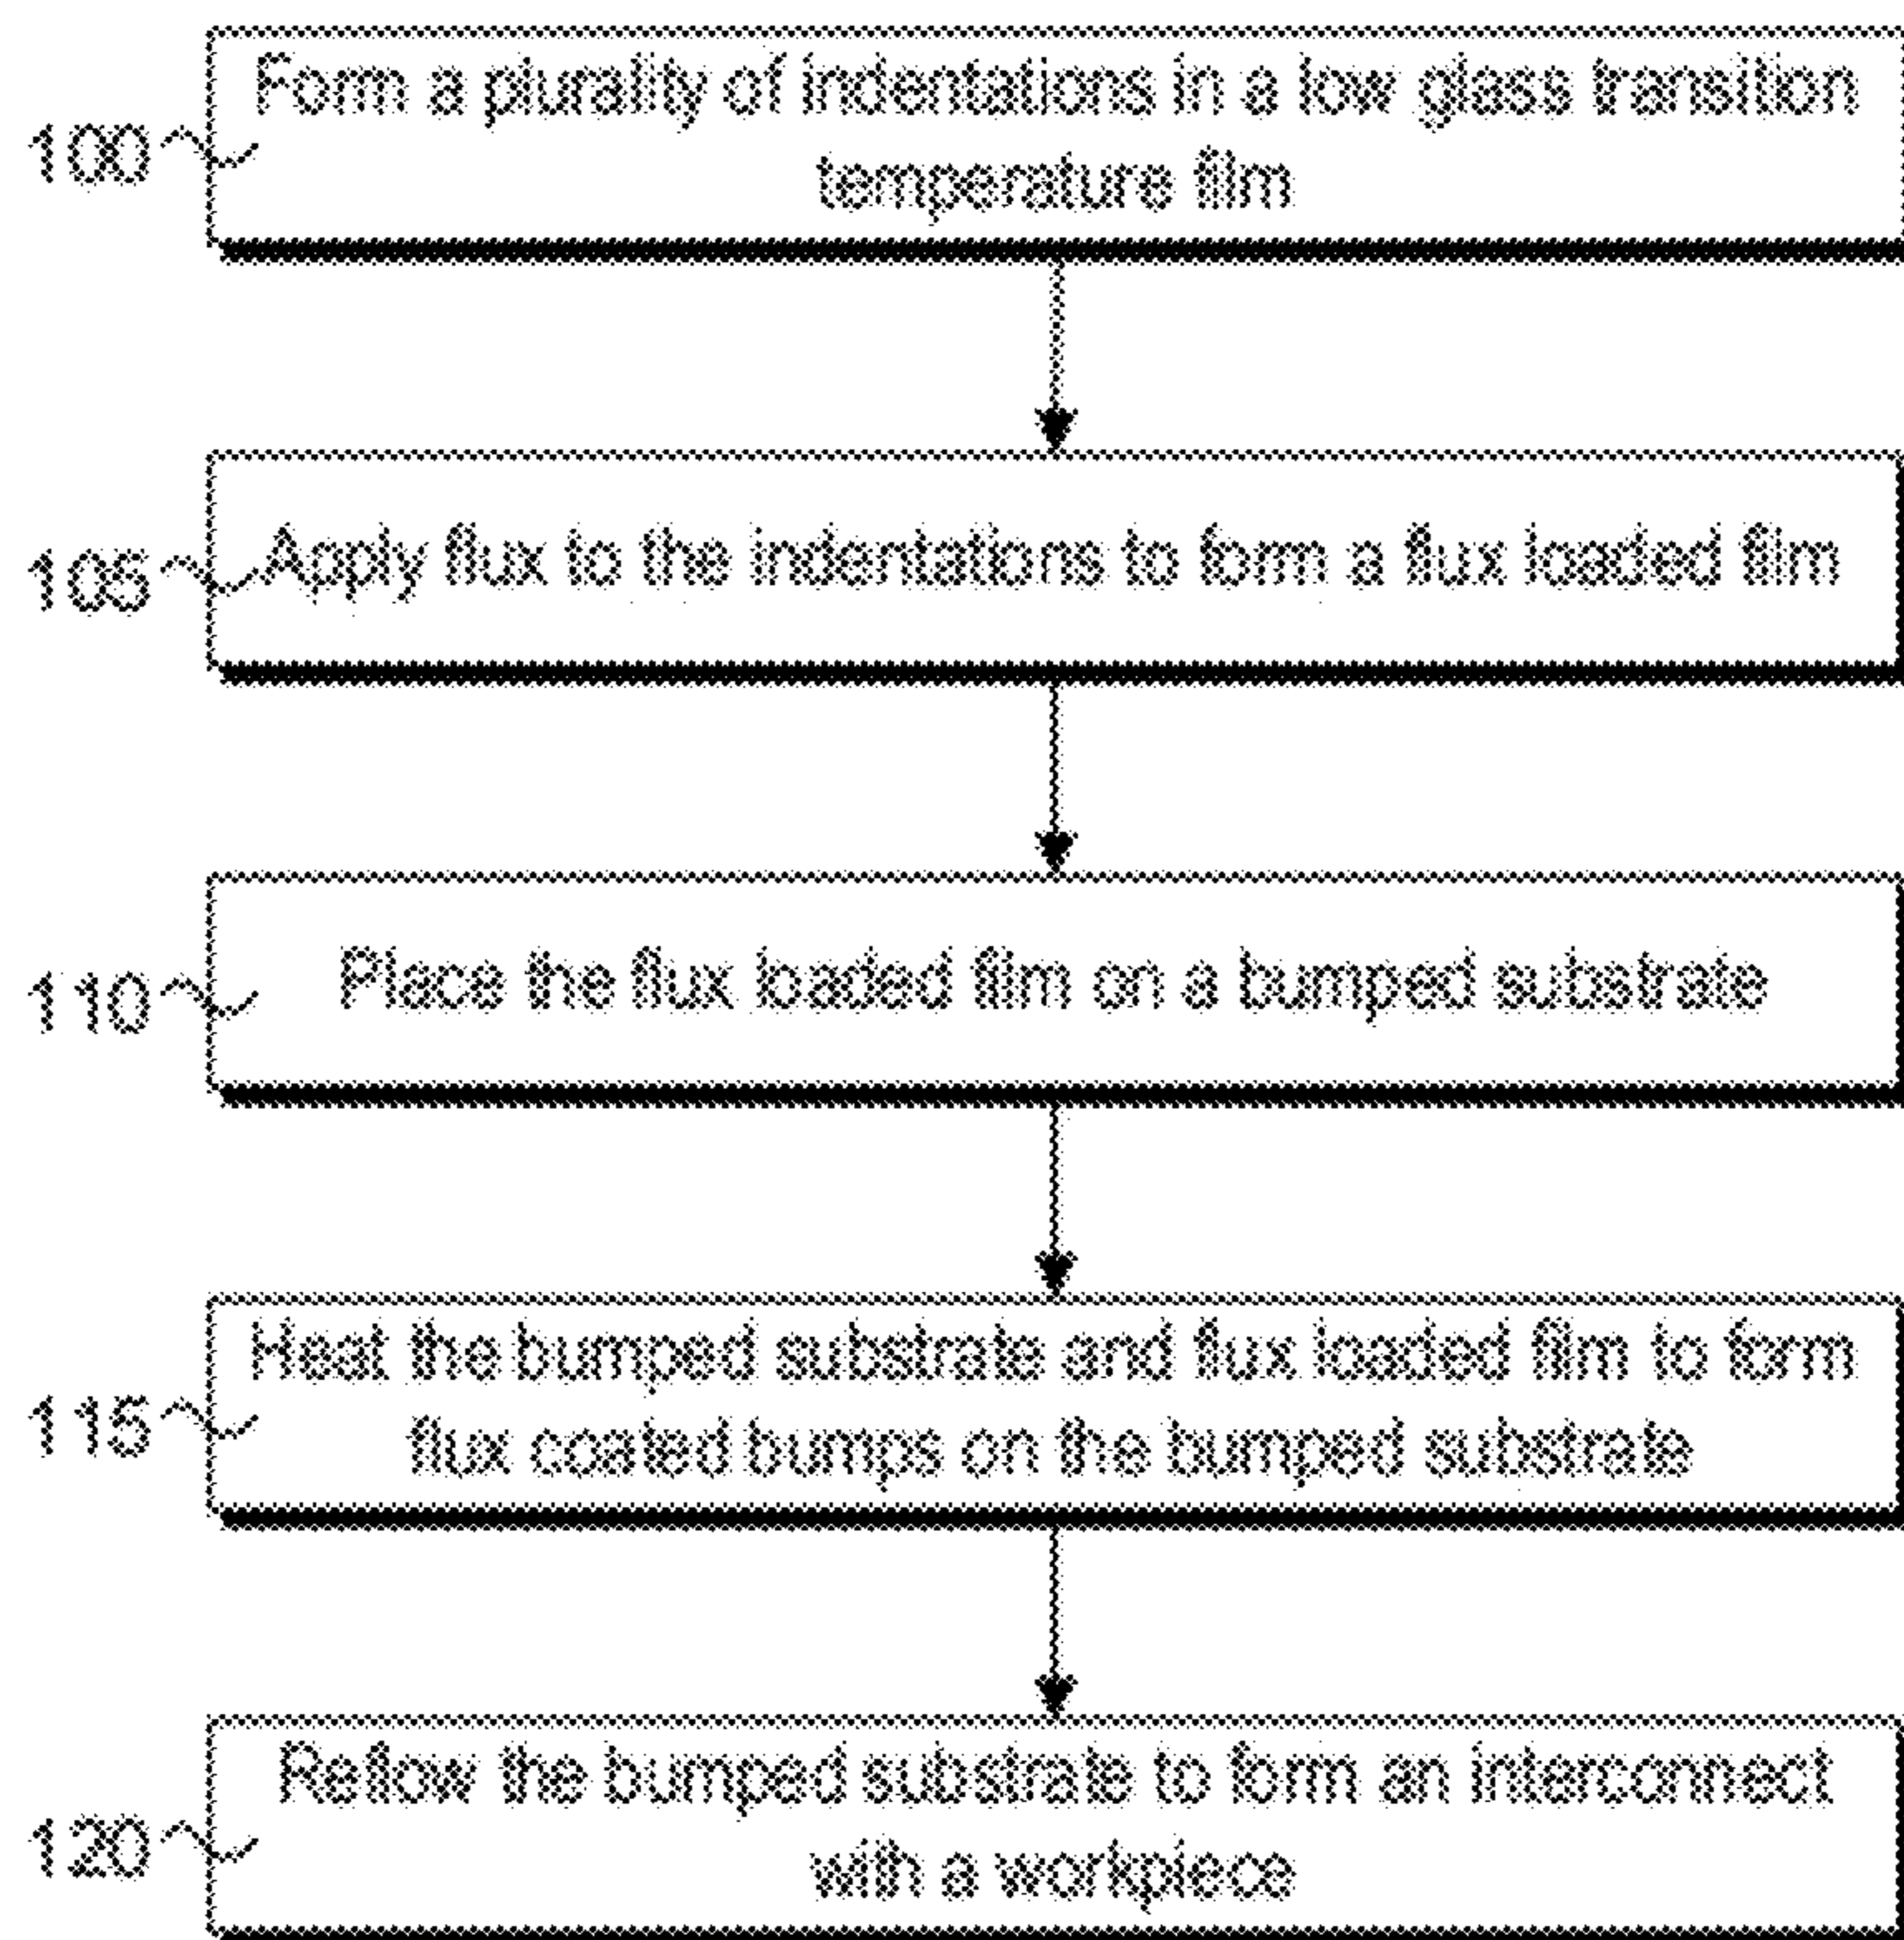 100
Form a plurality of indentations in a low glass transition
temperature film
105
Apply flux to the indentations to form a flux loaded film
110
Place the flux loaded film on a bumped substrate
115
Heat the bumped substrate and flux loaded film to form
flux coated bumps on the bumped substrate
120
Reflow the bumped substrate to form an interconnect
with a workpiece